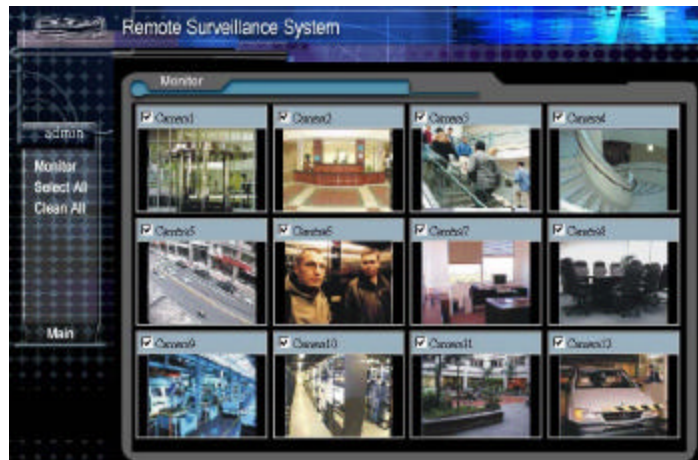 Remote Surveillance System
Monitor
admin
Monitor
Select All
Clean All
Main
Camera1
Camera2
Camera3
Camera4
Camera5
Camera6
Camera7
Camera8
Camera9
Camera10
Camera11
Camera12